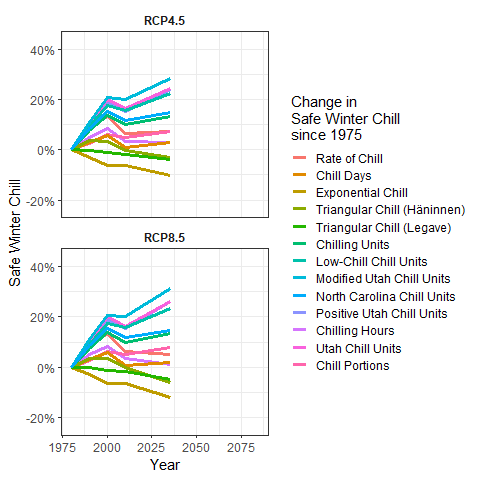 RCP4.5
40%
20%
0%
-20%
RCP8.5
40%
20%
0%
-20%
1975
2000
2025
2050
2075
Year
Safe Winter Chill
Change in
Safe Winter Chill
since 1975
Rate of Chill
Chill Days
Exponential Chill
Triangular Chill (Häninnen)
Triangular Chill (Legave)
Chilling Units
Low-Chill Chill Units
Modified Utah Chill Units
North Carolina Chill Units
Positive Utah Chill Units
Chilling Hours
Utah Chill Units
Chill Portions